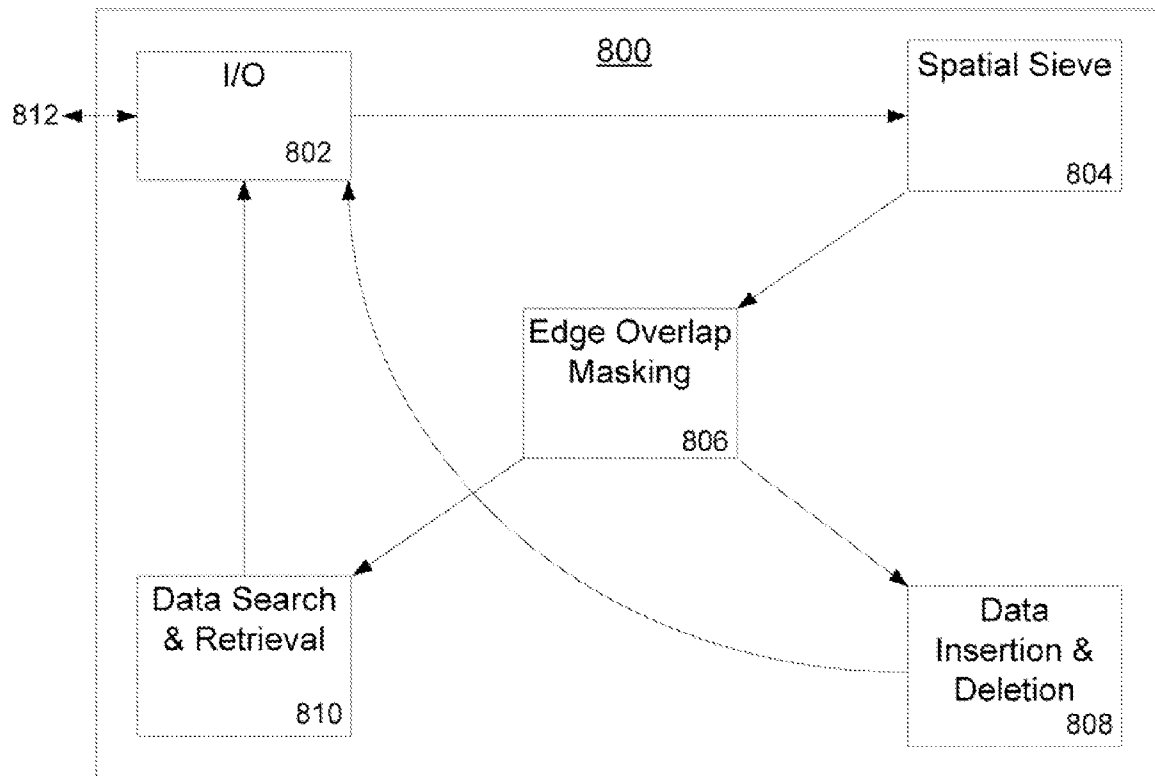 800
I/O
802
812
Spatial Sieve
804
Edge Overlap
Masking
806
Data Search
& Retrieval
810
Data
Insertion &
Deletion
808